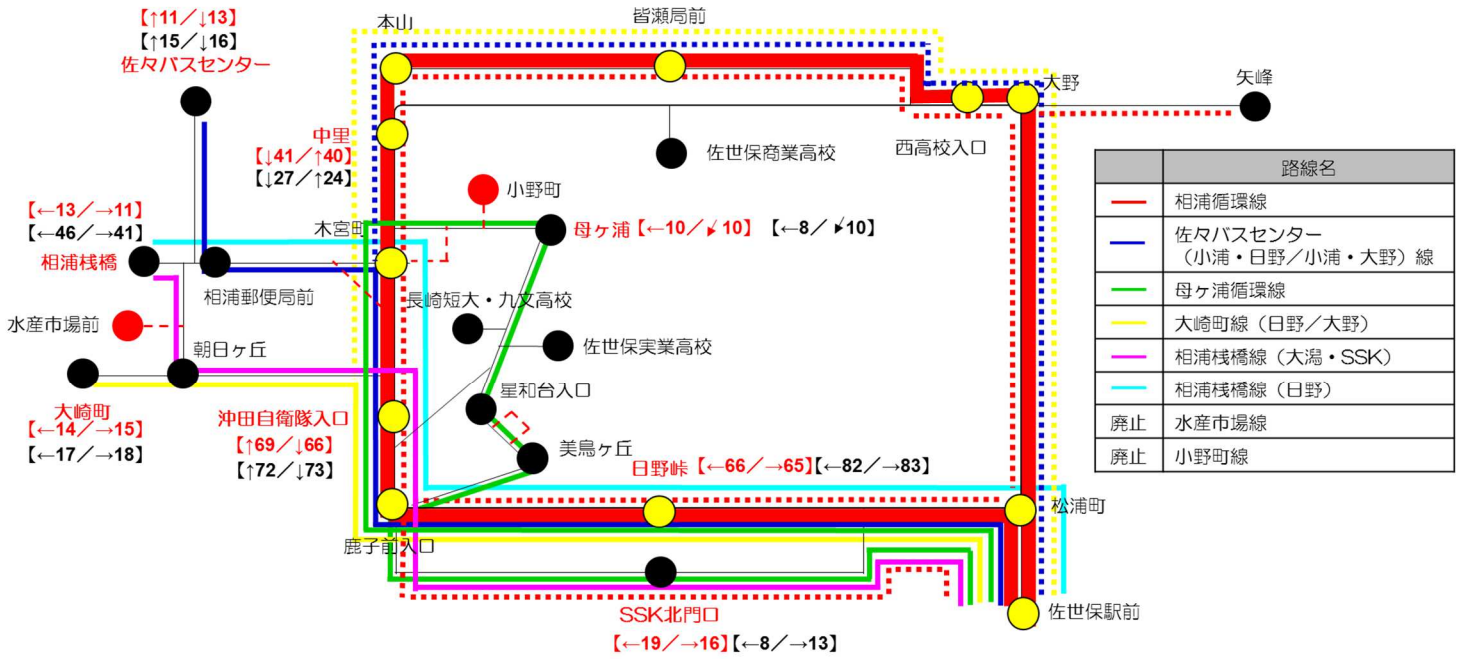 【↑11／↓13】
【↑15／↓16】
佐々バスセンター
本山
皆瀬局前
大野
矢峰
中里
【↓41／↑40】
【↓27／↑24】
佐世保商業高校
西高校入口
小野町
【←13／→11】
【←46／→41】
相浦桟橋
木宮町
母ヶ浦【←10／↙10】【←8／↙10】
相浦郵便局前
長崎短大・九文高校
水産市場前
朝日ヶ丘
佐世保実業高校
星和台入口
大崎町
【←14／→15】
【←17／→18】
沖田自衛隊入口
【↑69／↓66】
【↑72／↓73】
美鳥ヶ丘
日野峠【←66／→65】【←82／→83】
松浦町
鹿子前入口
佐世保駅前
SSK北門口
【←19／→16】【←8／→13】
路線名
相浦循環線
佐々バスセンター
（小浦・日野／小浦・大野）線
母ヶ浦循環線
大崎町線（日野／大野）
相浦桟橋線（大潟・SSK）
相浦桟橋線（日野）
廃止 水産市場線
廃止 小野町線